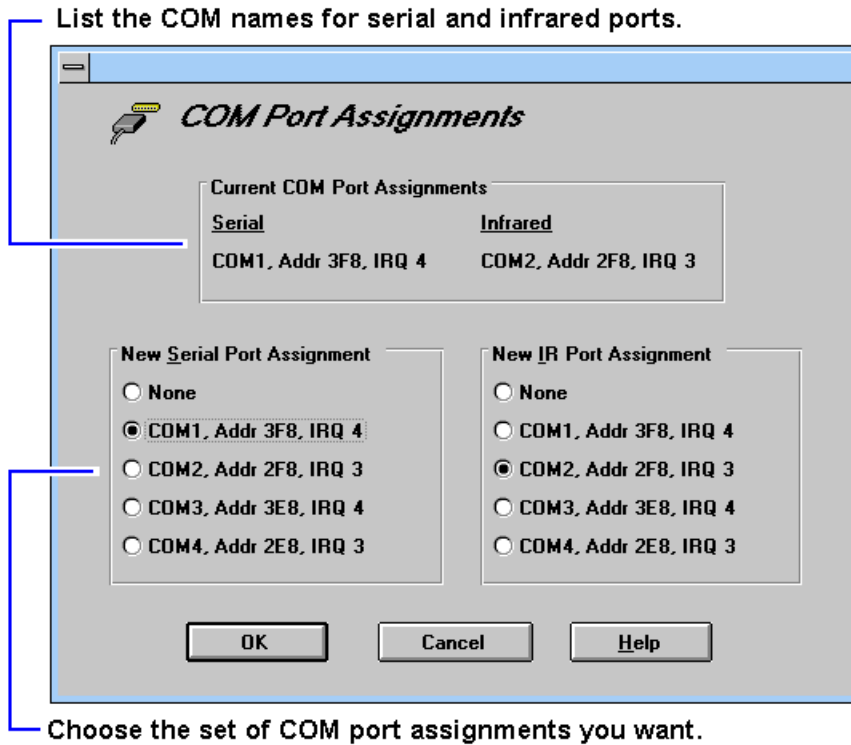 List the COM names for serial and infrared ports.
COM Port Assignments
Current COM Port Assignments
Serial Infrared
COM1, Addr 3F8, IRQ 4 COM2, Addr 2F8, IRQ 3
New Serial Port Assignment
None
COM1, Addr 3F8, IRQ 4
COM2, Addr 2F8, IRQ 3
COM3, Addr 3E8, IRQ 4
COM4, Addr 2E8, IRQ 3
New IR Port Assignment
None
COM1, Addr 3F8, IRQ 4
COM2, Addr 2F8, IRQ 3
COM3, Addr 3E8, IRQ 4
COM4, Addr 2E8, IRQ 3
OK Cancel Help
Choose the set of COM port assignments you want.